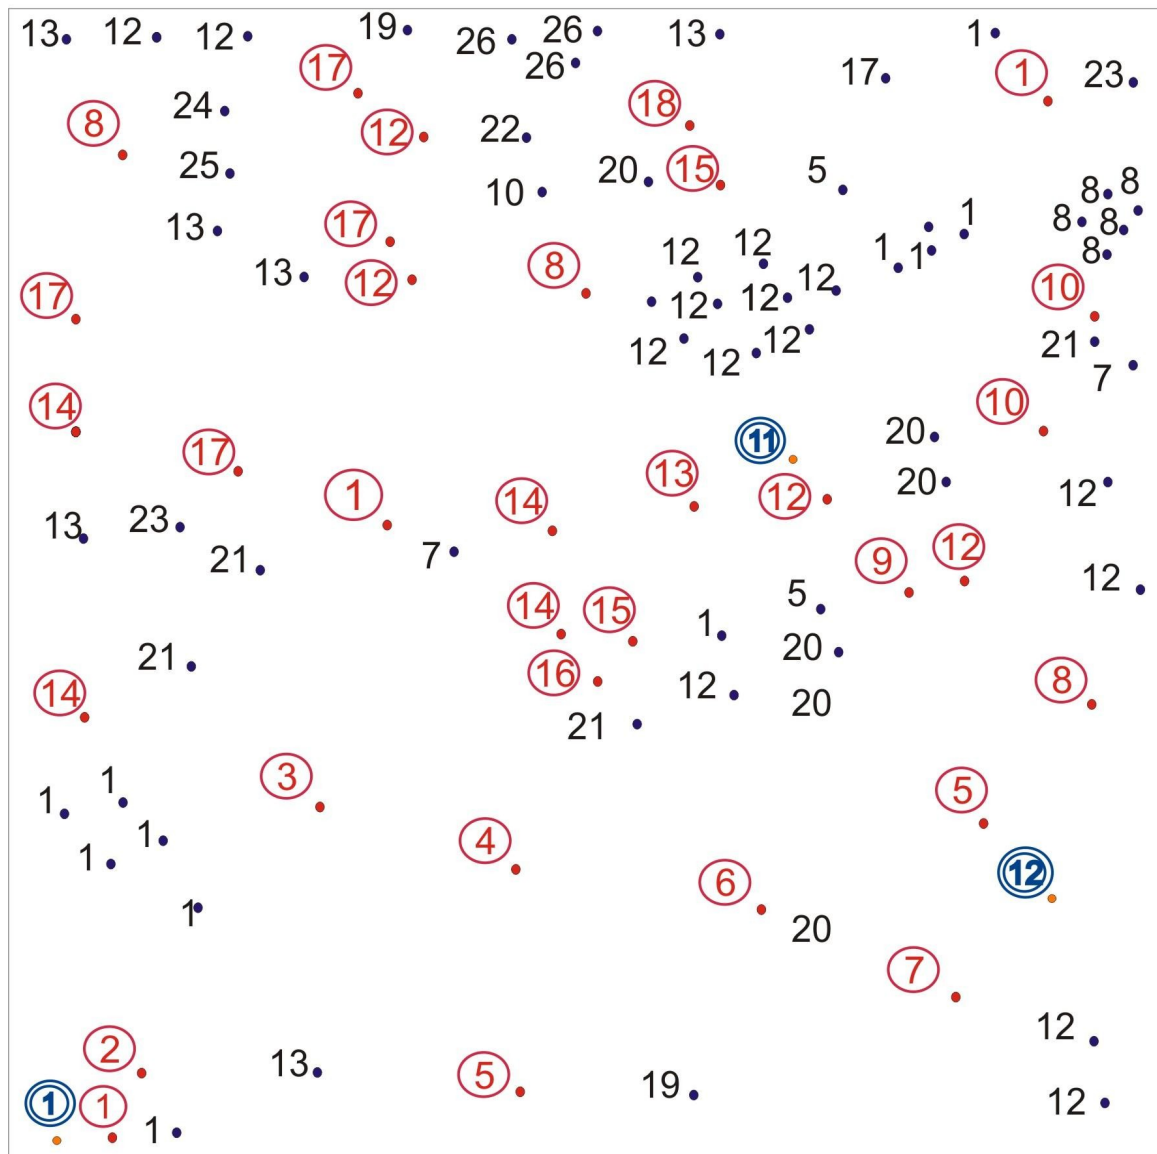 13 12 12 19 26 26 13 1
26
17 17 1 23
8 24 12 22 18
25 10 20 15 5 8 8
13 17 1 8 8
13 12 8 12 12 1 1 8
17 12 12 12 10
12 12 12 21
7
14 17 11 20 10
1 14 13 12 20 12
13 23
21 7 9 12
14 15 5 12
21 1 20
14 16 12 20 8
21
3 5
1 1
1 1 4 12
1 6 20
7
12
2 13 5 19
1 1 1 12